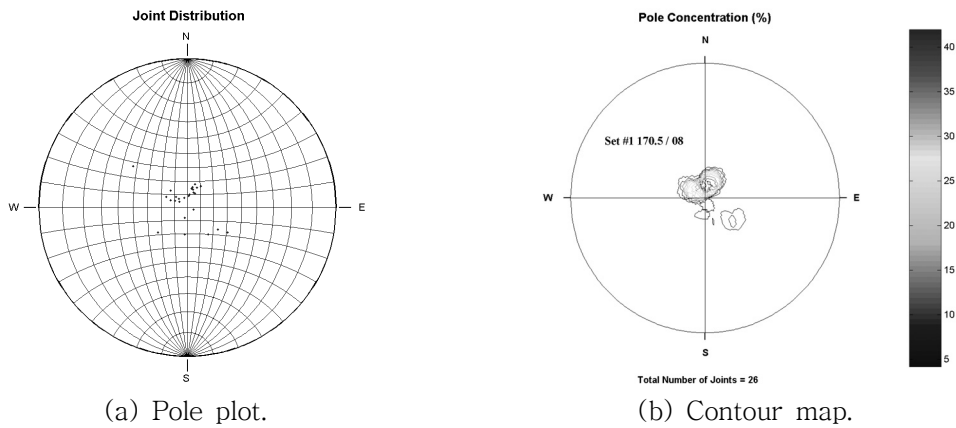 Joint Distribution
N
W
E
S
(a) Pole plot.
Pole Concentration (%)
N
Set #1 170.5 / 08
W
E
S
Total Number of Joints = 26
40
35
30
25
20
15
10
5
(b) Contour map.